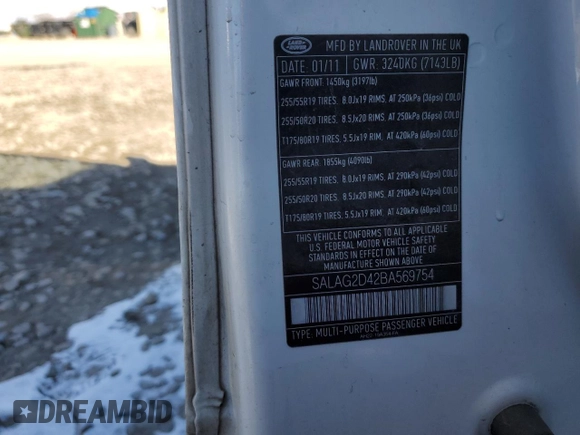 LAND ROVER
MFD BY LANDROVER IN THE UK
DATE: 01/11 GWR: 3240KG (7143LB)
GAWR FRONT: 1450kg (3197lb)
255/55R19 TIRES, 8.0Jx19 RIMS, AT 250kPa (36psi) COLD
255/50R20 TIRES, 8.5Jx20 RIMS, AT 250kPa (36psi) COLD
T175/80R19 TIRES, 5.5Jx19 RIM, AT 420kPa (60psi) COLD
GAWR REAR: 1855kg (4090lb)
255/55R19 TIRES, 8.0Jx19 RIMS, AT 290kPa (42psi) COLD
255/50R20 TIRES, 8.5Jx20 RIMS, AT 290kPa (42psi) COLD
T175/80R19 TIRES, 5.5Jx19 RIM, AT 420kPa (60psi) COLD
THIS VEHICLE CONFORMS TO ALL APPLICABLE
U.S. FEDERAL MOTOR VEHICLE SAFETY
STANDARDS IN EFFECT ON THE DATE OF
MANUFACTURE SHOWN ABOVE.
SALAG2D42BA569754
TYPE: MULTI-PURPOSE PASSENGER VEHICLE
DREAMBID